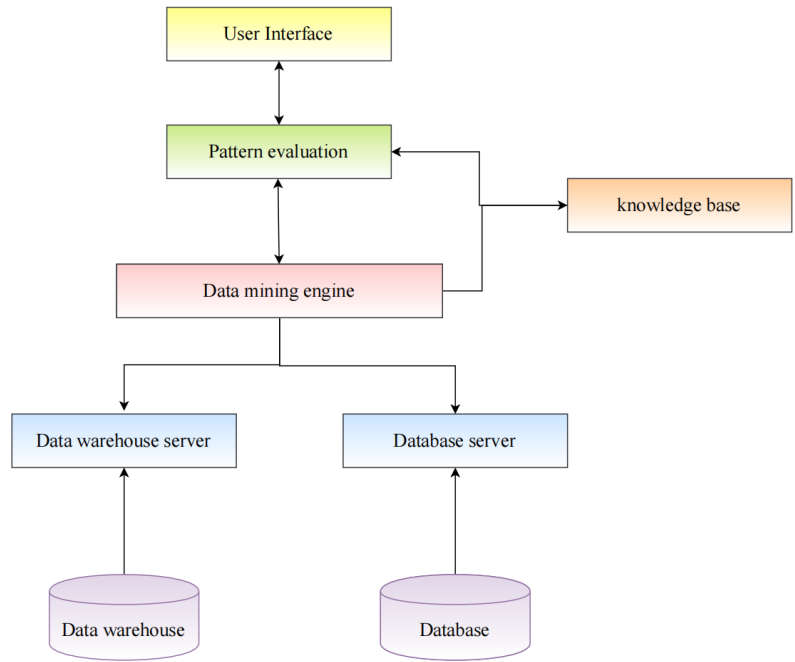 User Interface
Pattern evaluation
knowledge base
Data mining engine
Data warehouse server
Database server
Data warehouse
Database